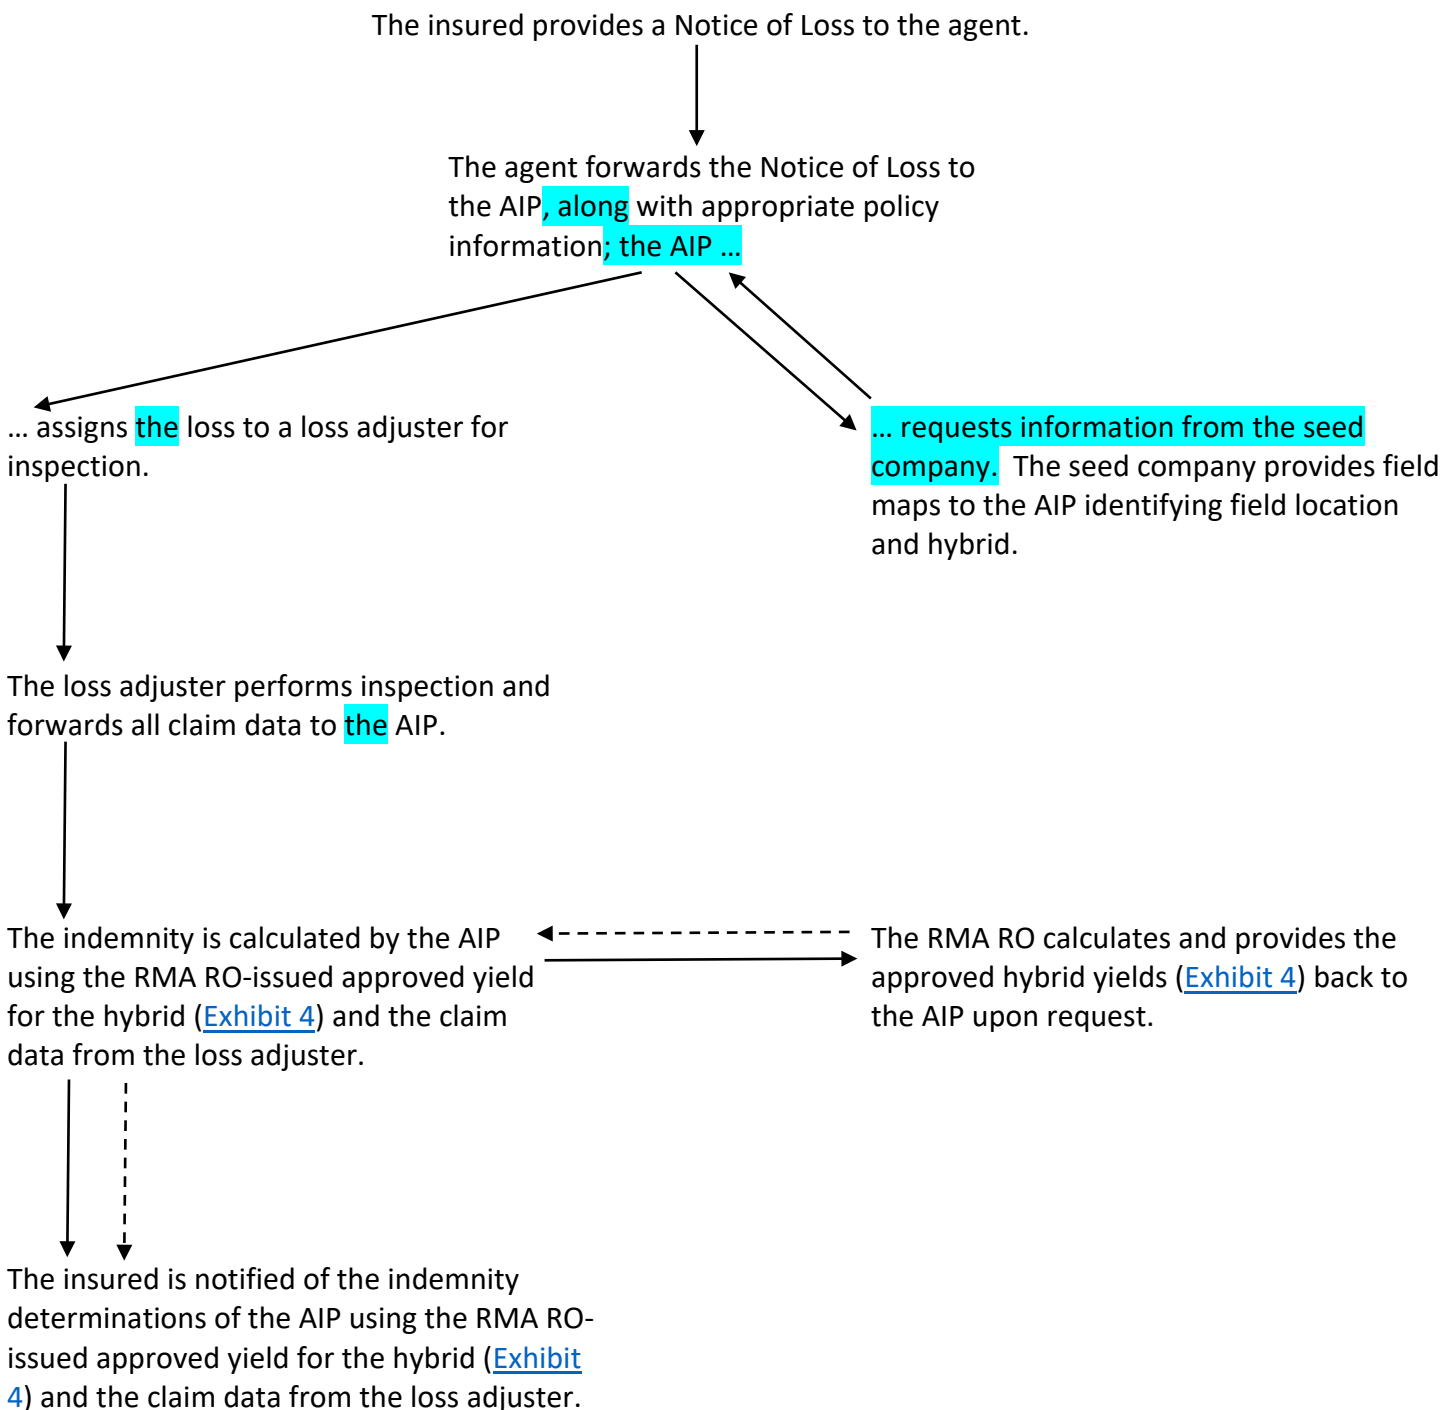 The insured provides a Notice of Loss to the agent.
The agent forwards the Notice of Loss to
the AIP, along with appropriate policy
information; the AIP …
… assigns the loss to a loss adjuster for
inspection.
… requests information from the seed
company.  The seed company provides field
maps to the AIP identifying field location
and hybrid.
The loss adjuster performs inspection and
forwards all claim data to the AIP.
The indemnity is calculated by the AIP
using the RMA RO-issued approved yield
for the hybrid (Exhibit 4) and the claim
data from the loss adjuster.
The RMA RO calculates and provides the
approved hybrid yields (Exhibit 4) back to
the AIP upon request.
The insured is notified of the indemnity
determinations of the AIP using the RMA RO-
issued approved yield for the hybrid (Exhibit
4) and the claim data from the loss adjuster.